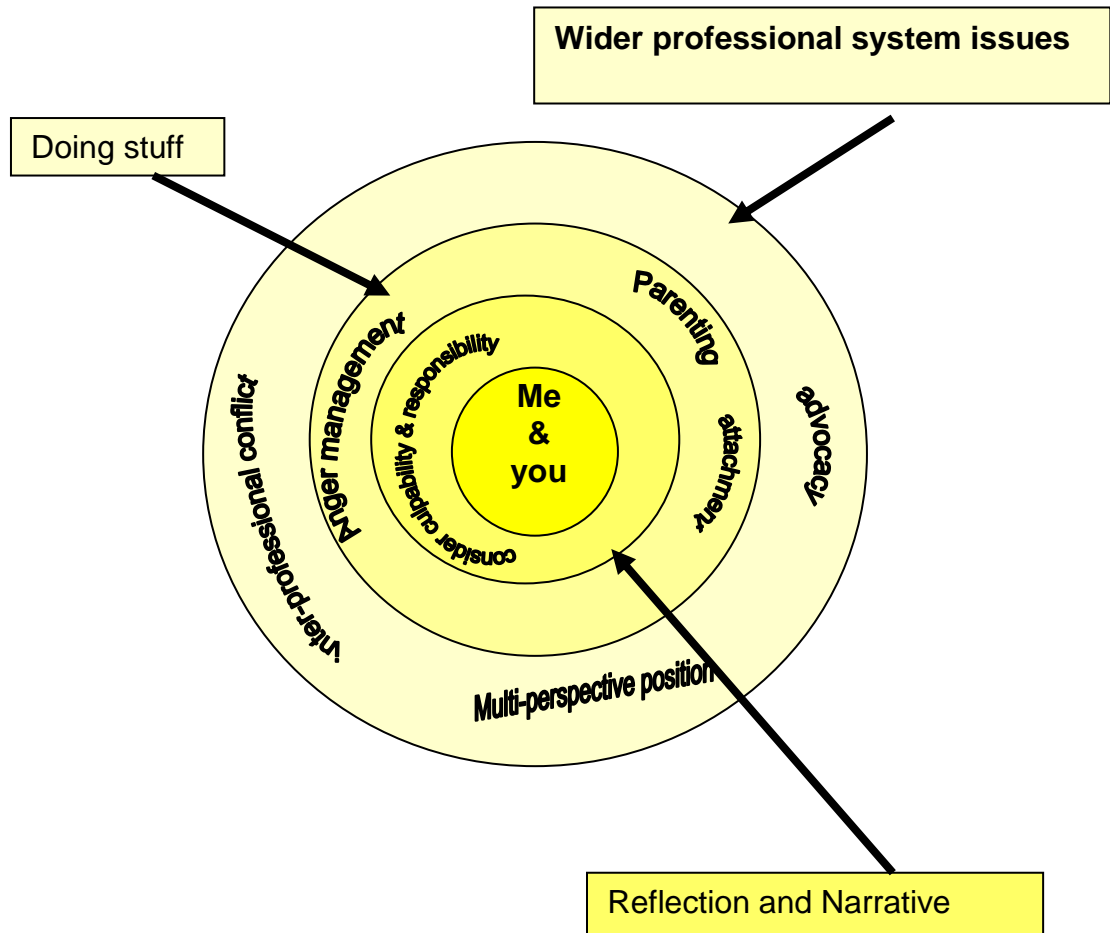 Wider professional system issues
Doing stuff
Parenting
Anger management
consider culpability & responsibility
Me
&
you
attachment
advocacy
inter-professional conflict
Multi-perspective position
Reflection and Narrative